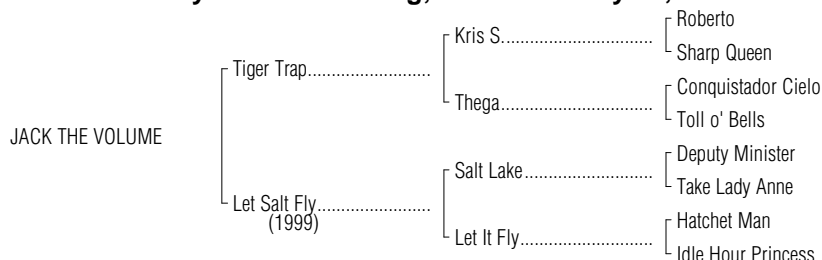 Roberto
Kris S.
Sharp Queen
Tiger Trap
Conquistador Cielo
Thega
Toll o' Bells
JACK THE VOLUME
Deputy Minister
Salt Lake
Take Lady Anne
Let Salt Fly
(1999)
Hatchet Man
Let It Fly
Idle Hour Princess